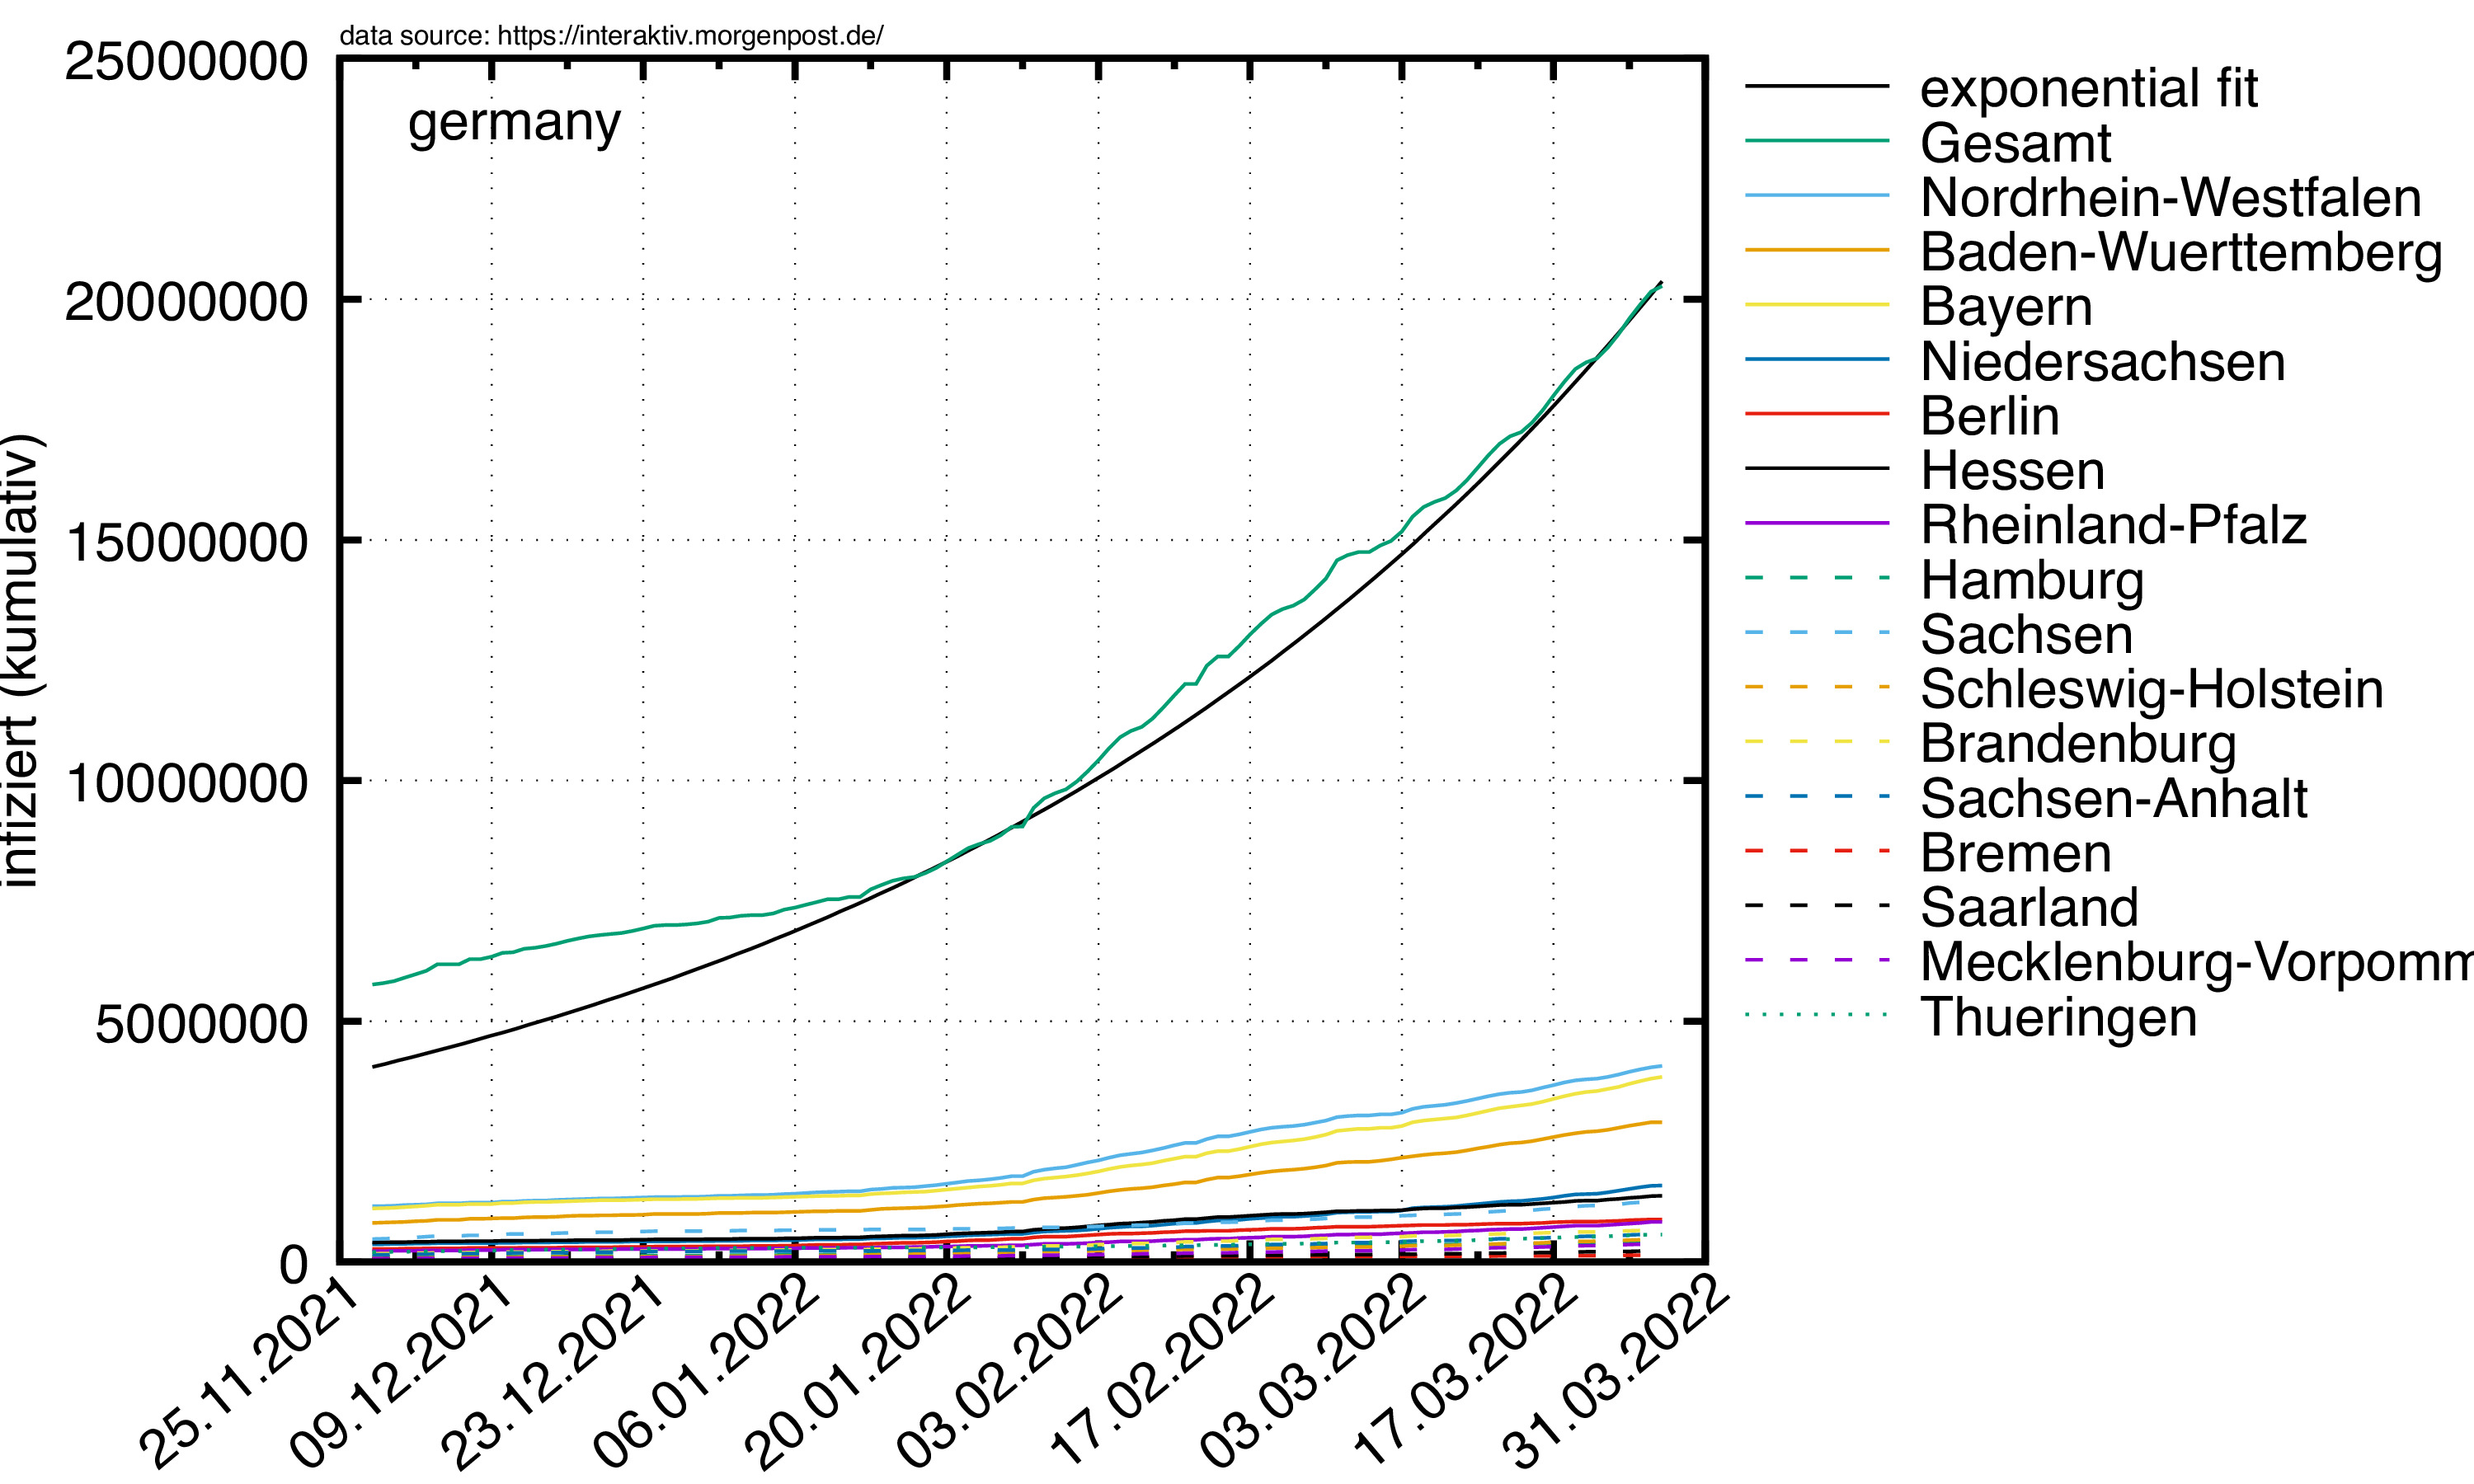 data source: https://interaktiv.morgenpost.de/
25000000
20000000
15000000
10000000
5000000
0
infiziert (kumulativ)
germany
exponential fit
Gesamt
Nordrhein-Westfalen
Baden-Wuerttemberg
Bayern
Niedersachsen
Berlin
Hessen
Rheinland-Pfalz
Hamburg
Sachsen
Schleswig-Holstein
Brandenburg
Sachsen-Anhalt
Bremen
Saarland
Mecklenburg-Vorpomm
Thueringen
25.11.2021
09.12.2021
23.12.2021
06.01.2022
20.01.2022
03.02.2022
17.02.2022
03.03.2022
17.03.2022
31.03.2022